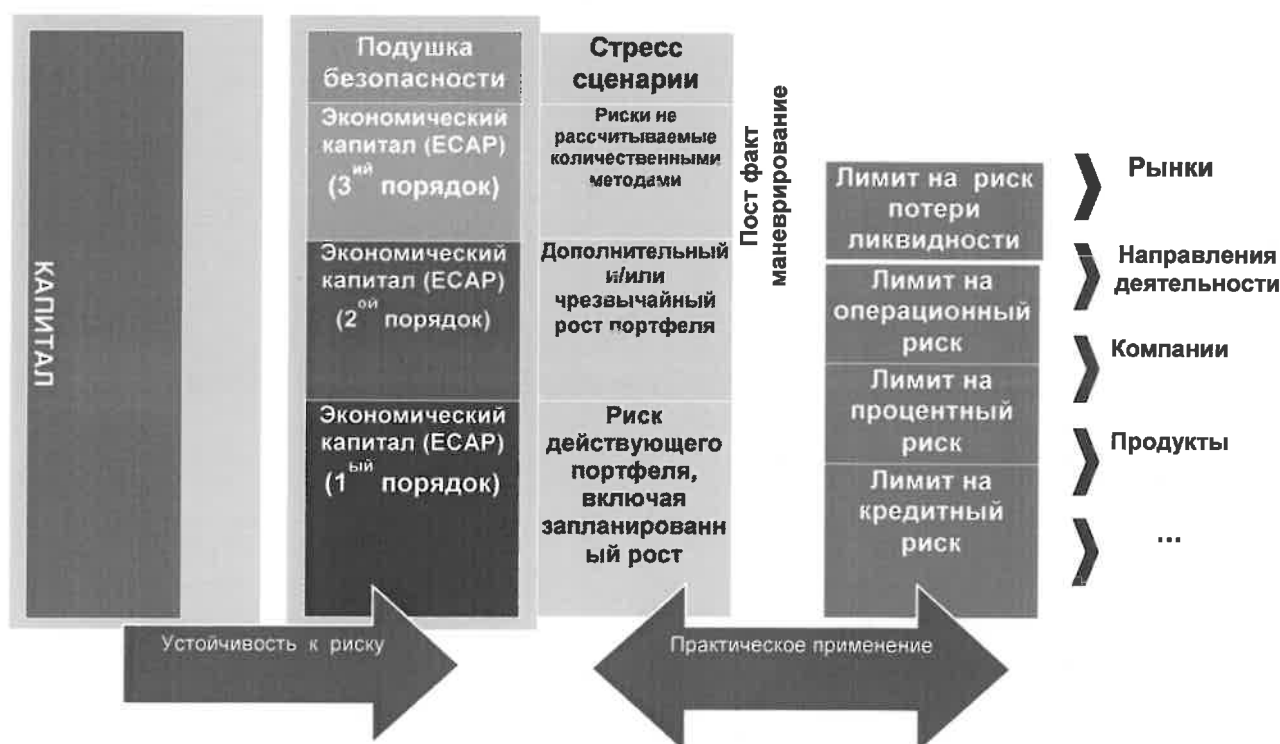 КАПИТАЛ
Подушка
безопасности
Экономический
капитал (ECAP)
(3ий порядок)
Экономический
капитал (ECAP)
(2ой порядок)
Экономический
капитал (ECAP)
(1ый порядок)
Стресс
сценарии
Риски не
рассчитываемые
количественными
методами
Дополнительный
и/или
чрезвычайный
рост портфеля
Риск
действующего
портфеля,
включая
запланированн
ый рост
Пост факт
маневрирование
Лимит на риск
потери
ликвидности
Лимит на
операционный
риск
Лимит на
процентный
риск
Лимит на
кредитный
риск
Рынки
Направления
деятельности
Компании
Продукты
...
Устойчивость к риску
Практическое применение